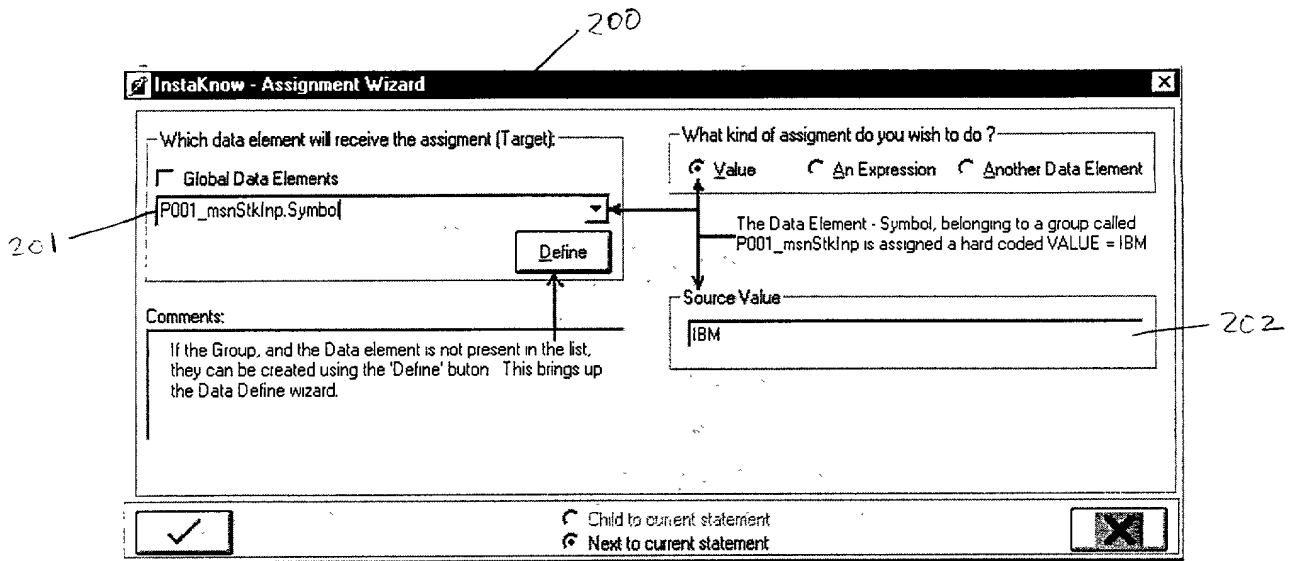 200
InstaKnow - Assignment Wizard
Which data element will receive the assigment (Target):
Global Data Elements
P001_msnStkInp.Symbol
201
Define
What kind of assigment do you wish to do ?
Value An Expression Another Data Element
The Data Element - Symbol, belonging to a group called
P001_msnStkInp is assigned a hard coded VALUE = IBM
Source Value
IBM
202
Comments:
If the Group, and the Data element is not present in the list,
they can be created using the 'Define' buton This brings up
the Data Define wizard.
Child to current statement
Next to current statement